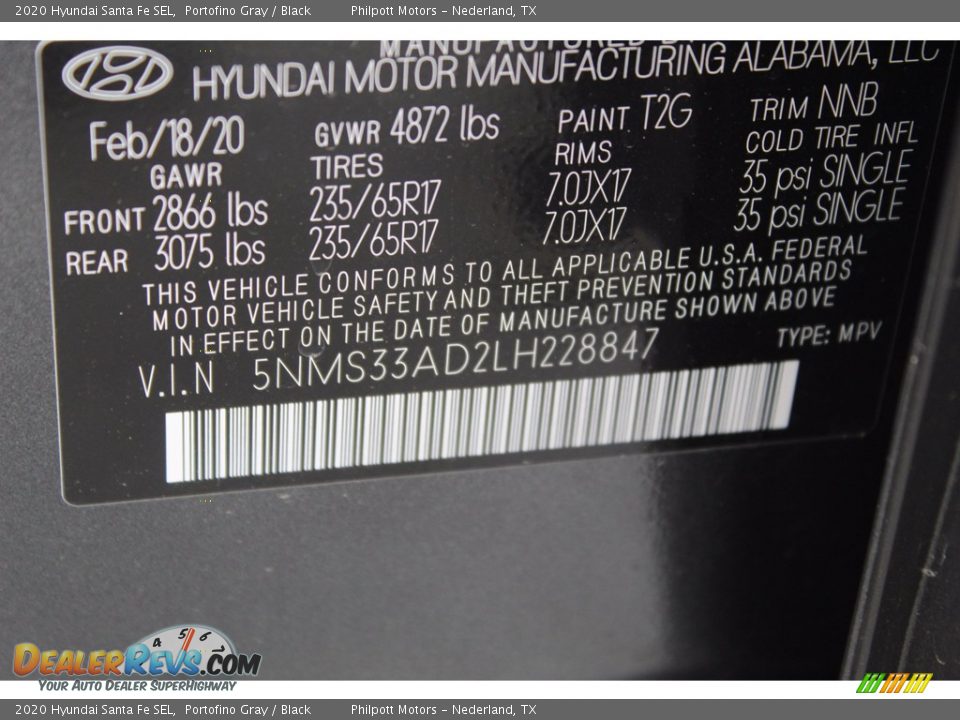 2020 Hyundai Santa Fe SEL, Portofino Gray / Black Philpott Motors – Nederland, TX
MANUFACTURED BY
HYUNDAI MOTOR MANUFACTURING ALABAMA, LLC
Feb/18/20 GVWR 4872 lbs PAINT T2G TRIM NNB
GAWR TIRES RIMS COLD TIRE INFL
FRONT 2866 lbs 235/65R17 7.0JX17 35 psi SINGLE
REAR 3075 lbs 235/65R17 7.0JX17 35 psi SINGLE
THIS VEHICLE CONFORMS TO ALL APPLICABLE U.S.A. FEDERAL
MOTOR VEHICLE SAFETY AND THEFT PREVENTION STANDARDS
IN EFFECT ON THE DATE OF MANUFACTURE SHOWN ABOVE
V.I.N 5NMS33AD2LH228847 TYPE: MPV
4 5 6
DEALERREVS.COM
YOUR AUTO DEALER SUPERHIGHWAY
2020 Hyundai Santa Fe SEL, Portofino Gray / Black Philpott Motors – Nederland, TX